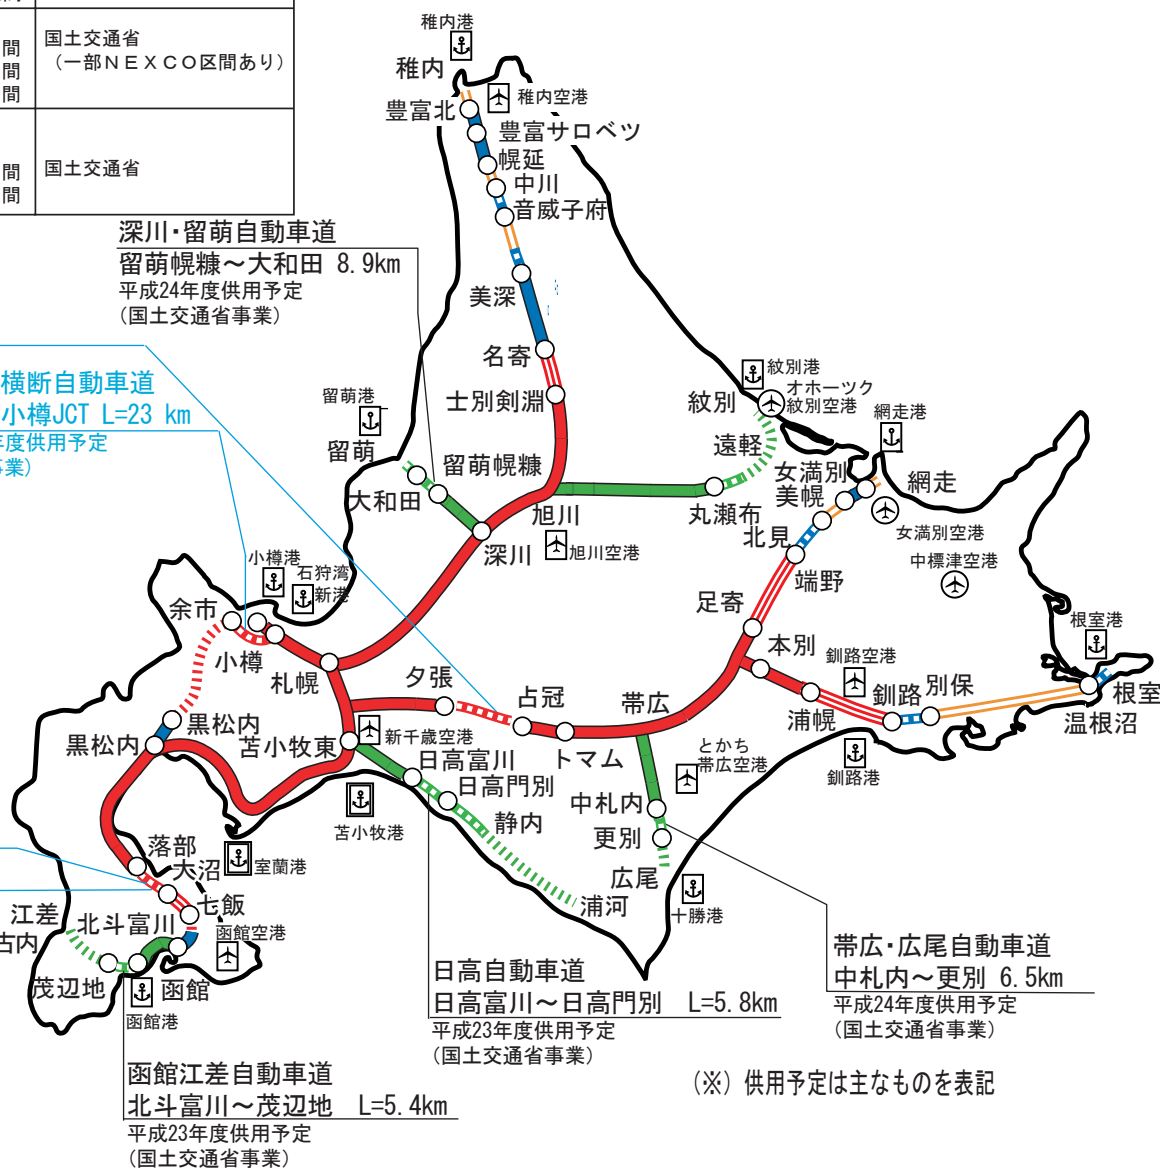 間
間
間
国土交通省
（一部ＮＥＸＣＯ区間あり）
間
間
国土交通省
稚内港
稚内
稚内空港
豊富北
豊富サロベツ
幌延
中川
音威子府
深川・留萌自動車道
留萌幌糠～大和田 8.9km
平成24年度供用予定
（国土交通省事業）
美深
名寄
士別剣淵
横断自動車道
小樽JCT L=23 km
年度供用予定
事業）
留萌港
留萌
留萌幌糠
大和田
深川
旭川
旭川空港
紋別港
紋別
オホーツク
紋別空港
遠軽
丸瀬布
網走港
網走
女満別
美幌
女満別空港
北見
端野
中標津空港
足寄
本別
釧路空港
浦幌
釧路
別保
釧路港
根室港
根室
温根沼
小樽港
石狩湾
新港
余市
小樽
札幌
夕張
占冠
トマム
帯広
とかち
帯広空港
黒松内
黒松内
苫小牧東
新千歳空港
日高富川
日高門別
静内
浦河
苫小牧港
室蘭港
中札内
更別
広尾
十勝港
落部
大沼
七飯
江差
古内
北斗富川
函館空港
茂辺地
函館
函館港
帯広・広尾自動車道
中札内～更別 6.5km
平成24年度供用予定
（国土交通省事業）
日高自動車道
日高富川～日高門別 L=5.8km
平成23年度供用予定
（国土交通省事業）
函館江差自動車道
北斗富川～茂辺地 L=5.4km
平成23年度供用予定
（国土交通省事業）
（※）供用予定は主なものを表記